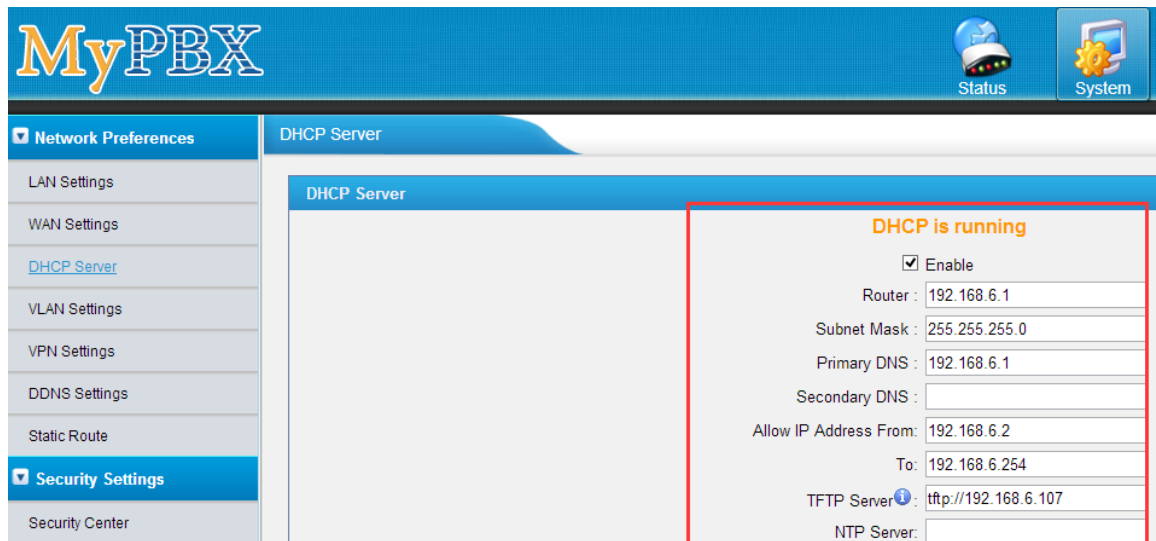 MyPBX
Status
System
Network Preferences
LAN Settings
WAN Settings
DHCP Server
VLAN Settings
VPN Settings
DDNS Settings
Static Route
Security Settings
Security Center
DHCP Server
DHCP Server
DHCP is running
Enable
Router : 192.168.6.1
Subnet Mask : 255.255.255.0
Primary DNS : 192.168.6.1
Secondary DNS :
Allow IP Address From: 192.168.6.2
To: 192.168.6.254
TFTP Server : tftp://192.168.6.107
NTP Server: